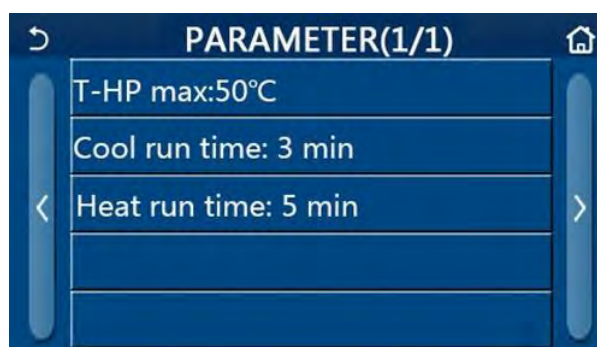 PARAMETER(1/1)
T-HP max:50℃
Cool run time: 3 min
Heat run time: 5 min